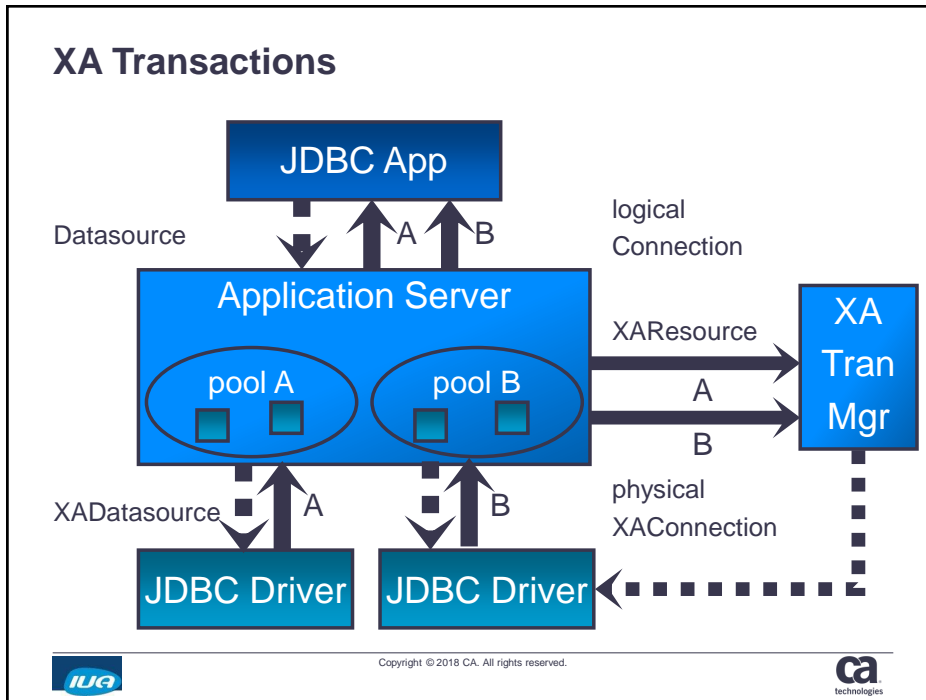 XA Transactions
JDBC App
Datasource
A
B
logical
Connection
Application Server
pool A
pool B
XAResource
A
B
XA
Tran
Mgr
XADatasource
A
B
physical
XAConnection
JDBC Driver
JDBC Driver
IUA
Copyright © 2018 CA. All rights reserved.
ca
technologies